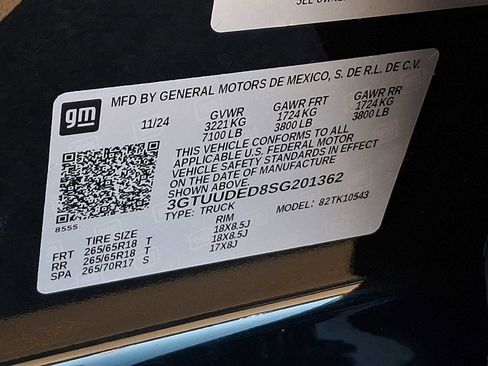 SEE OWNER
gm
MFD BY GENERAL MOTORS DE MEXICO, S. DE R.L. DE C.V.
11/24 GVWR GAWR FRT GAWR RR
3221 KG 1724 KG 1724 KG
7100 LB 3800 LB 3800 LB
THIS VEHICLE CONFORMS TO ALL
APPLICABLE U.S. FEDERAL MOTOR
VEHICLE SAFETY STANDARDS IN EFFECT
ON THE DATE OF MANUFACTURE
SHOWN ABOVE
3GTUUDED8SG201362
TYPE: TRUCK MODEL: 82TK10543
8555
TIRE SIZE RIM
FRT 265/65R18 T 18X8.5J
RR 265/65R18 T 18X8.5J
SPA 265/70R17 S 17X8J